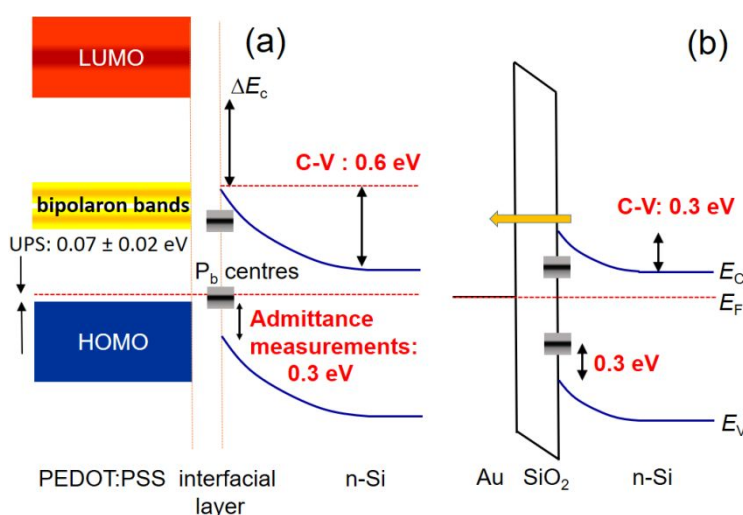 (a)
(b)
LUMO
ΔEc
C-V : 0.6 eV
bipolaron bands
C-V: 0.3 eV
UPS: 0.07 ± 0.02 eV
Pb centres
EC
EF
HOMO
Admittance
measurements:
0.3 eV
0.3 eV
EV
PEDOT:PSS
interfacial
layer
n-Si
Au
SiO2
n-Si